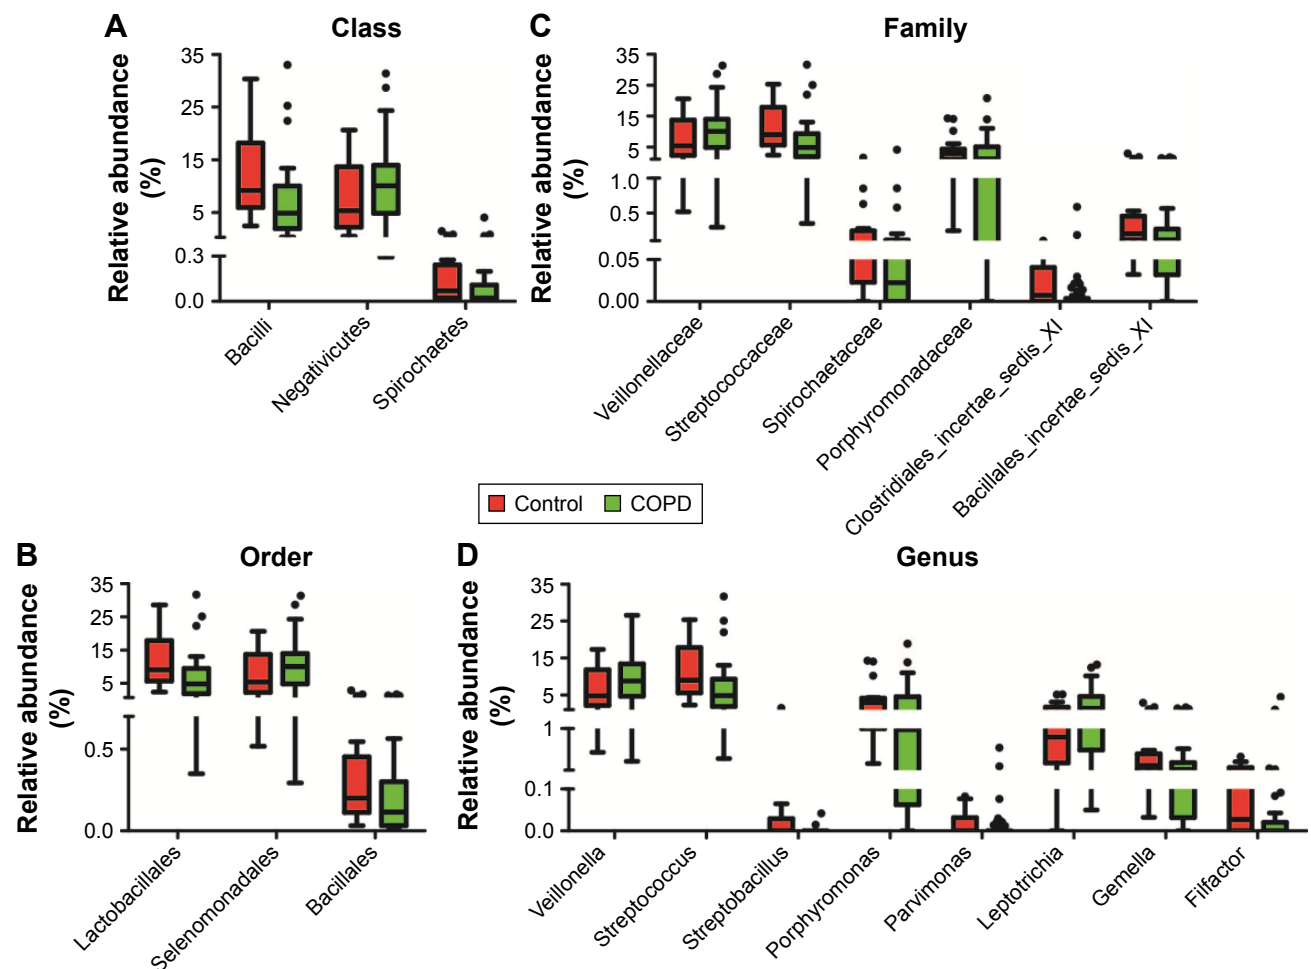 A
Class
Relative abundance
(%)
35
25
15
5
0.3
0.0
Bacilli
Negativicutes
Spirochaetes
C
Family
Relative abundance
(%)
35
25
15
5
1.0
0.5
0.05
0.00
Veillonellaceae
Streptococcaceae
Spirochaetaceae
Porphyromonadaceae
Clostridiales_incertae_sedis_XI
Bacillales_incertae_sedis_XI
Control COPD
B
Order
Relative abundance
(%)
35
25
15
5
0.5
0.0
Lactobacillales
Selenomonadales
Bacillales
D
Genus
Relative abundance
(%)
35
25
15
5
1
0.1
0.0
Veillonella
Streptococcus
Streptobacillus
Porphyromonas
Parvimonas
Leptotrichia
Gemella
Filfactor